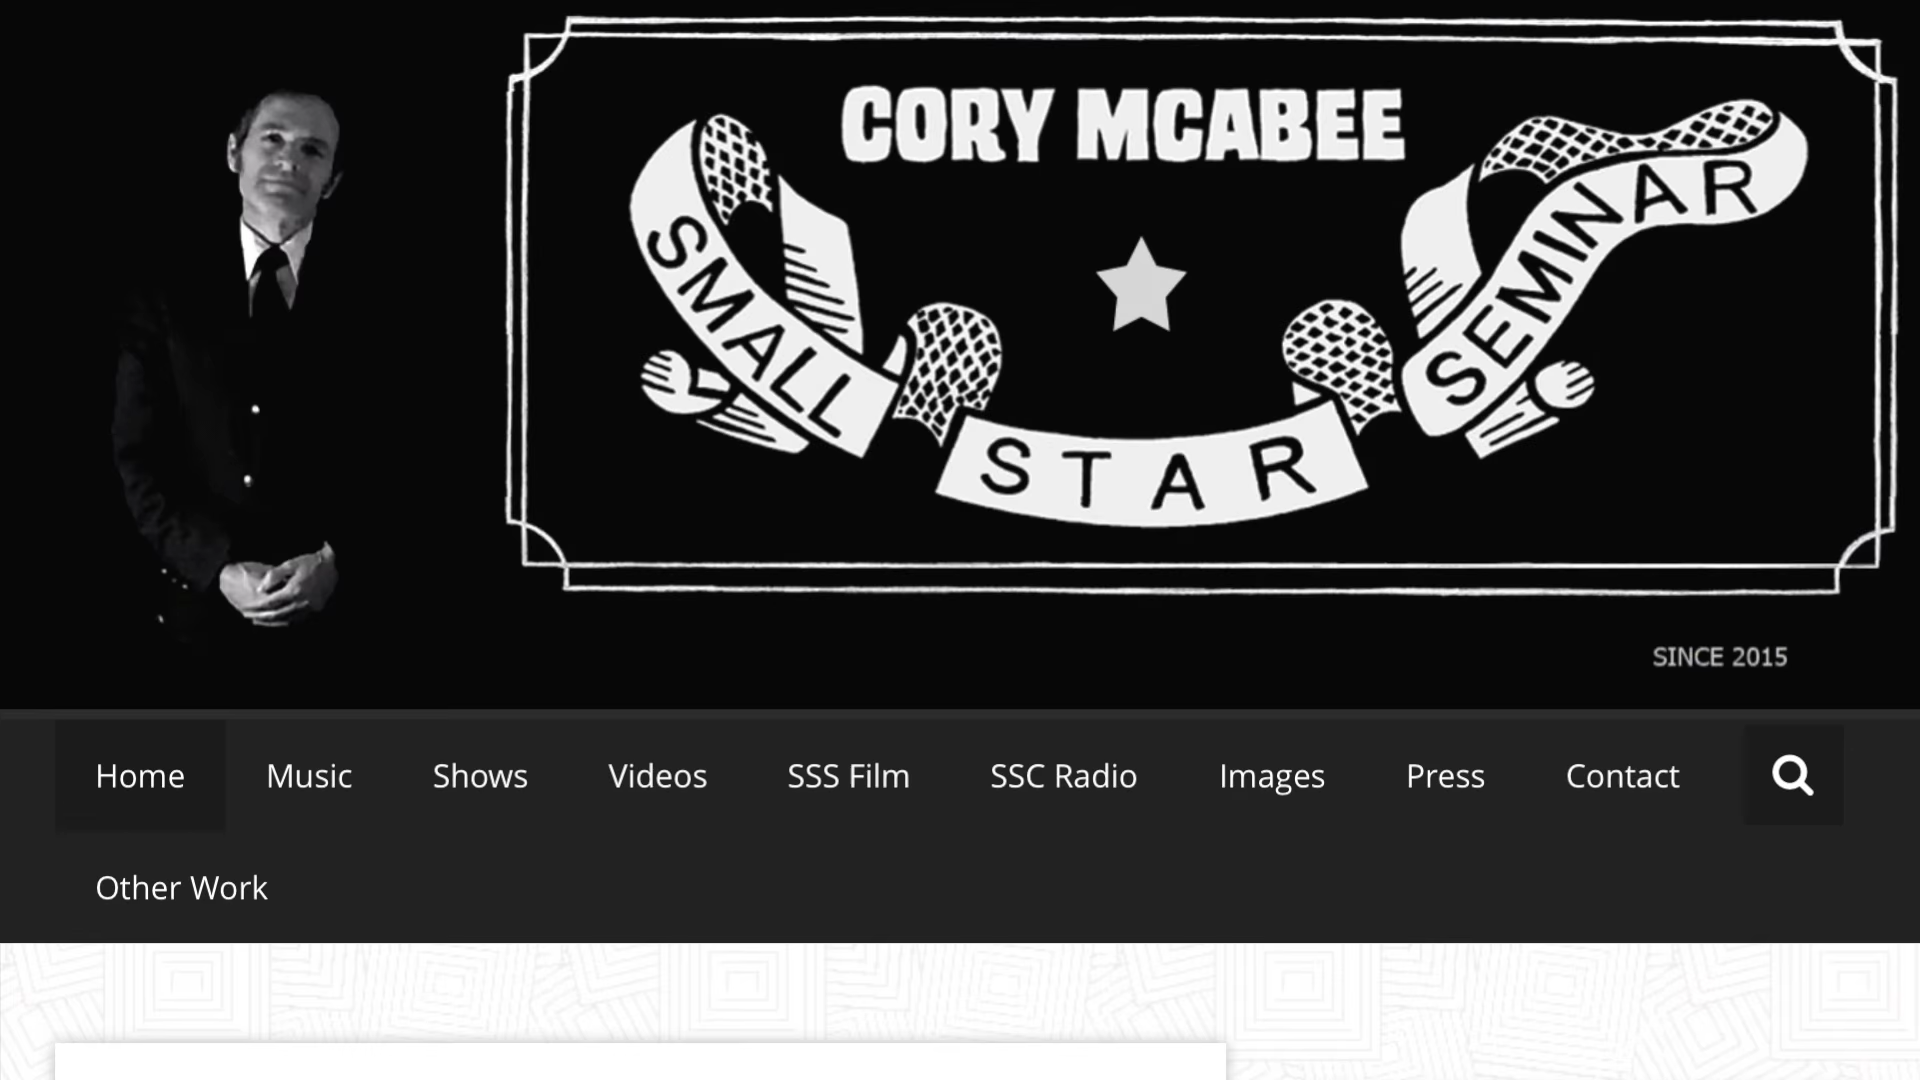 CORY MCABEE
SMALL
STAR
SEMINAR
SINCE 2015
Home
Music
Shows
Videos
SSS Film
SSC Radio
Images
Press
Contact
Other Work